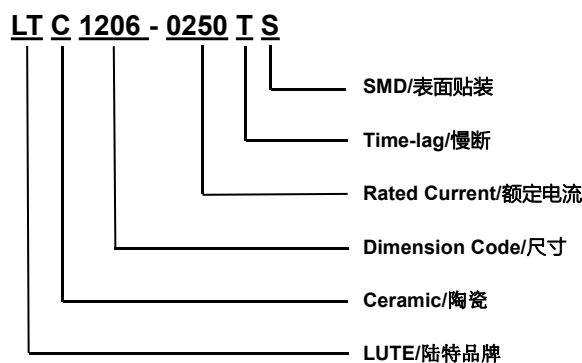 LT C 1206 - 0250 T S
SMD/表面贴装
Time-lag/慢断
Rated Current/额定电流
Dimension Code/尺寸
Ceramic/陶瓷
LUTE/陆特品牌